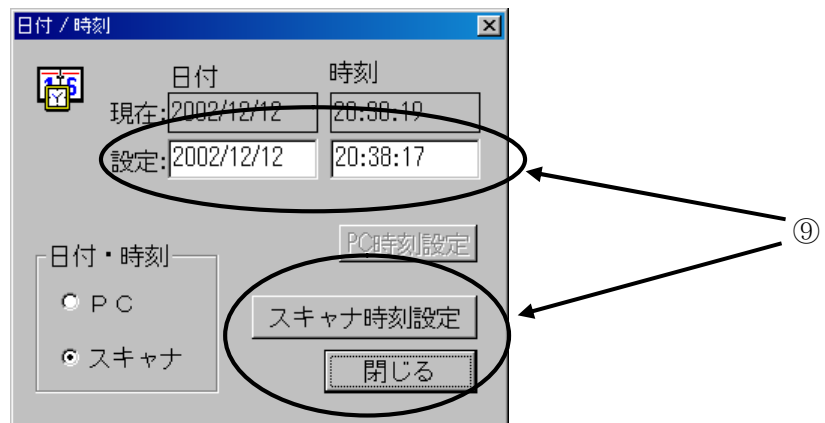 日付 / 時刻
日付 時刻
現在: 2002/12/12 20:38:19
設定: 2002/12/12 20:38:17
PC時刻設定
日付・時刻
ＰＣ
スキャナ時刻設定
スキャナ
閉じる
⑨